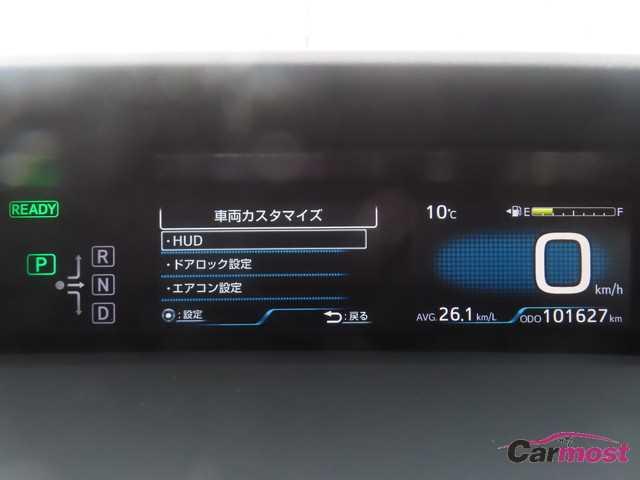 READY
P
R
N
D
車両カスタマイズ
・HUD
・ドアロック設定
・エアコン設定
:設定
:戻る
10℃
E F
0 km/h
AVG. 26.1 km/L
ODO 101627 km
Carmost